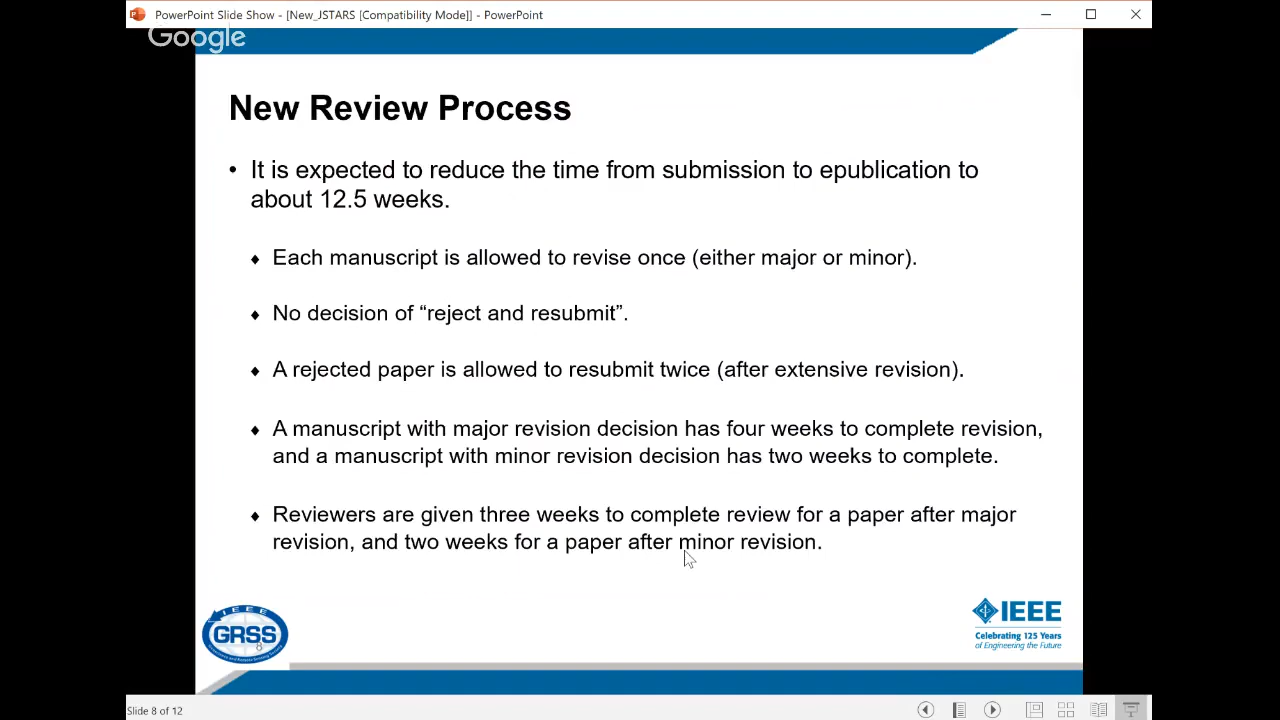 PowerPoint Slide Show - [New_JSTARS [Compatibility Mode]] - PowerPoint
Google
New Review Process
• It is expected to reduce the time from submission to epublication to
about 12.5 weeks.
♦ Each manuscript is allowed to revise once (either major or minor).
♦ No decision of “reject and resubmit”.
♦ A rejected paper is allowed to resubmit twice (after extensive revision).
♦ A manuscript with major revision decision has four weeks to complete revision,
and a manuscript with minor revision decision has two weeks to complete.
♦ Reviewers are given three weeks to complete review for a paper after major
revision, and two weeks for a paper after minor revision.
IEEE
GRSS
8
IEEE
Celebrating 125 Years
of Engineering the Future
Slide 8 of 12